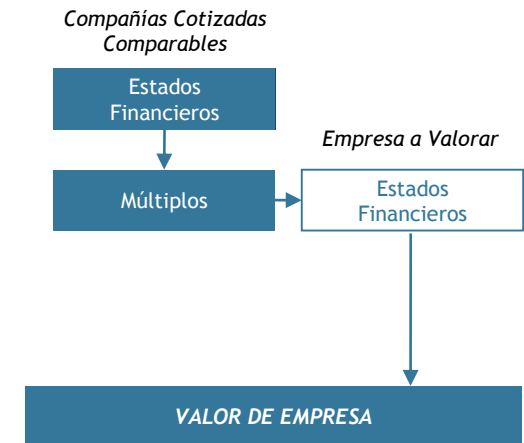 Compañías Cotizadas
Comparables
Estados
Financieros
Empresa a Valorar
Múltiplos
Estados
Financieros
VALOR DE EMPRESA